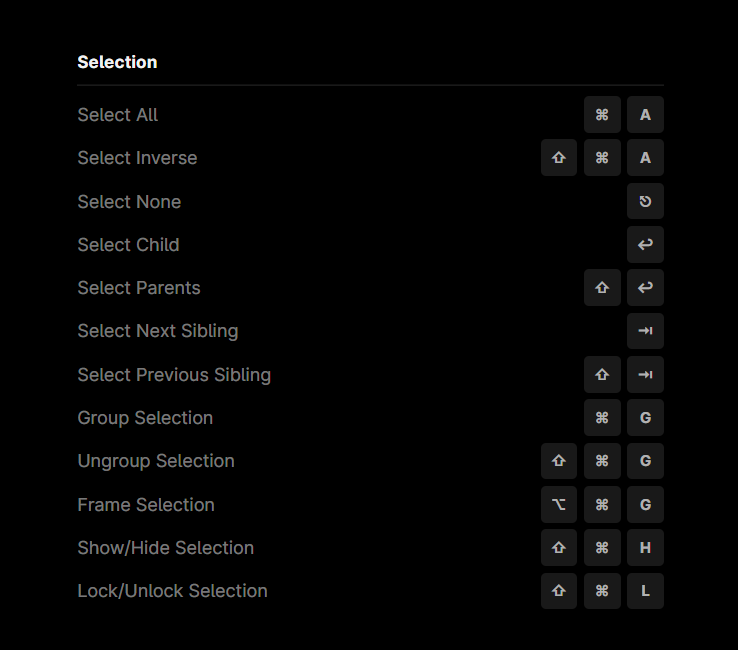 Selection
Select All ⌘ A
Select Inverse ⇧ ⌘ A
Select None ⎋
Select Child ↩
Select Parents ⇧ ↩
Select Next Sibling ⇥
Select Previous Sibling ⇧ ⇥
Group Selection ⌘ G
Ungroup Selection ⇧ ⌘ G
Frame Selection ⌥ ⌘ G
Show/Hide Selection ⇧ ⌘ H
Lock/Unlock Selection ⇧ ⌘ L